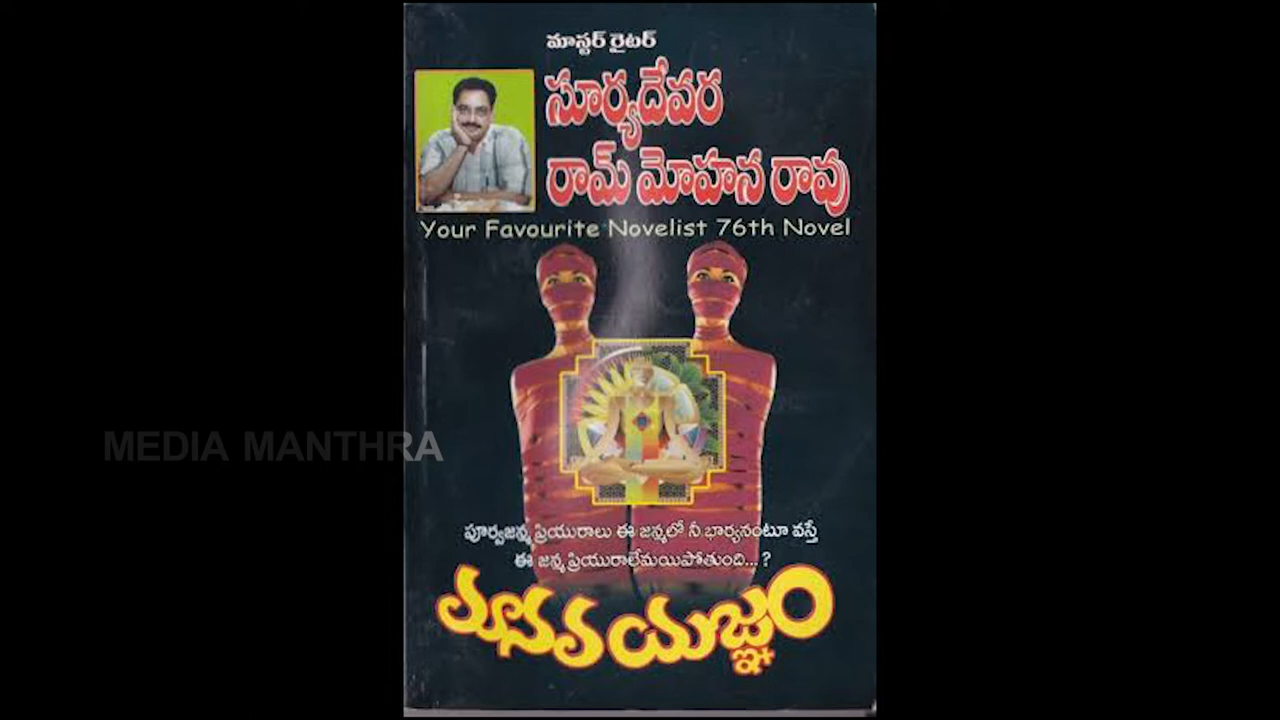 మాస్టర్ రైటర్
సూర్యదేవర
రామ్ మోహన రావు
Your Favourite Novelist 76th Novel
MEDIA MANTHRA
పూర్వజన్మ ప్రియురాలు ఈ జన్మలో నీ భార్యనంటూ వస్తే
ఈ జన్మ ప్రియురాలేమయిపోతుంది...?
మానవ యజ్ఞం